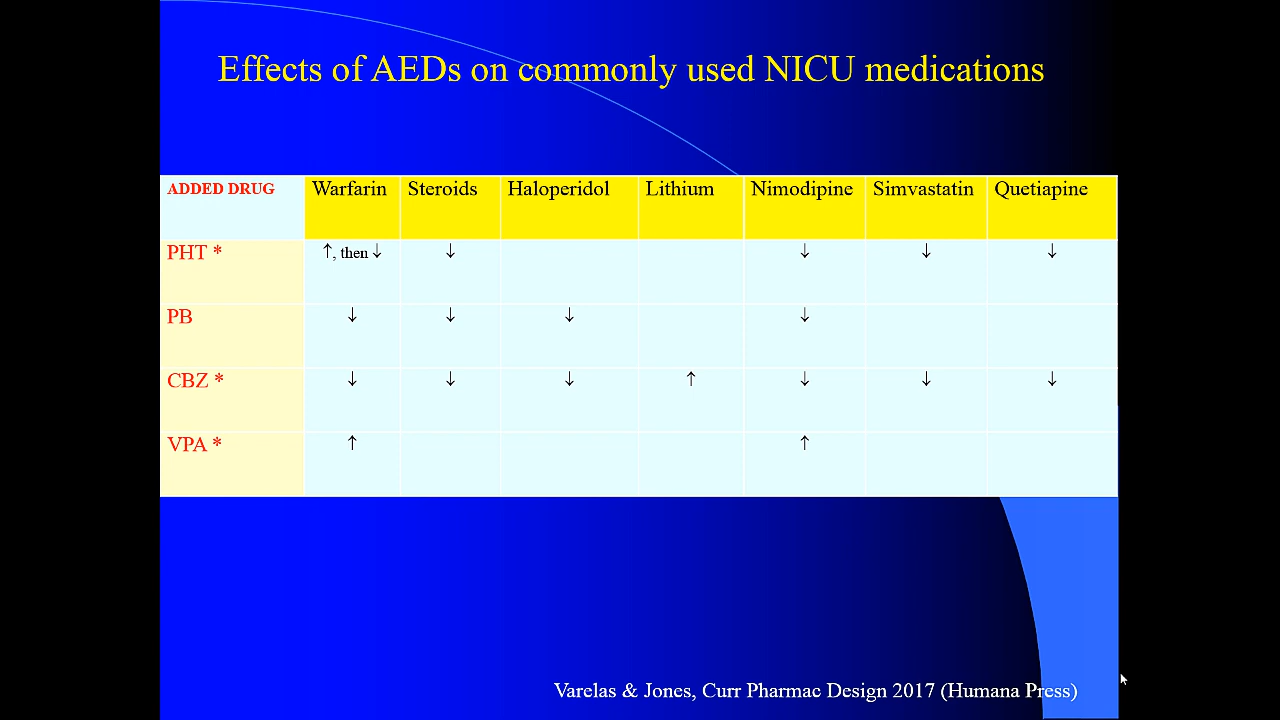 Effects of AEDs on commonly used NICU medications
ADDED DRUG Warfarin Steroids Haloperidol Lithium Nimodipine Simvastatin Quetiapine
PHT * ↑, then ↓ ↓ ↓ ↓ ↓
PB ↓ ↓ ↓ ↓
CBZ * ↓ ↓ ↓ ↑ ↓ ↓ ↓
VPA * ↑ ↑
Varelas & Jones, Curr Pharmac Design 2017 (Humana Press)